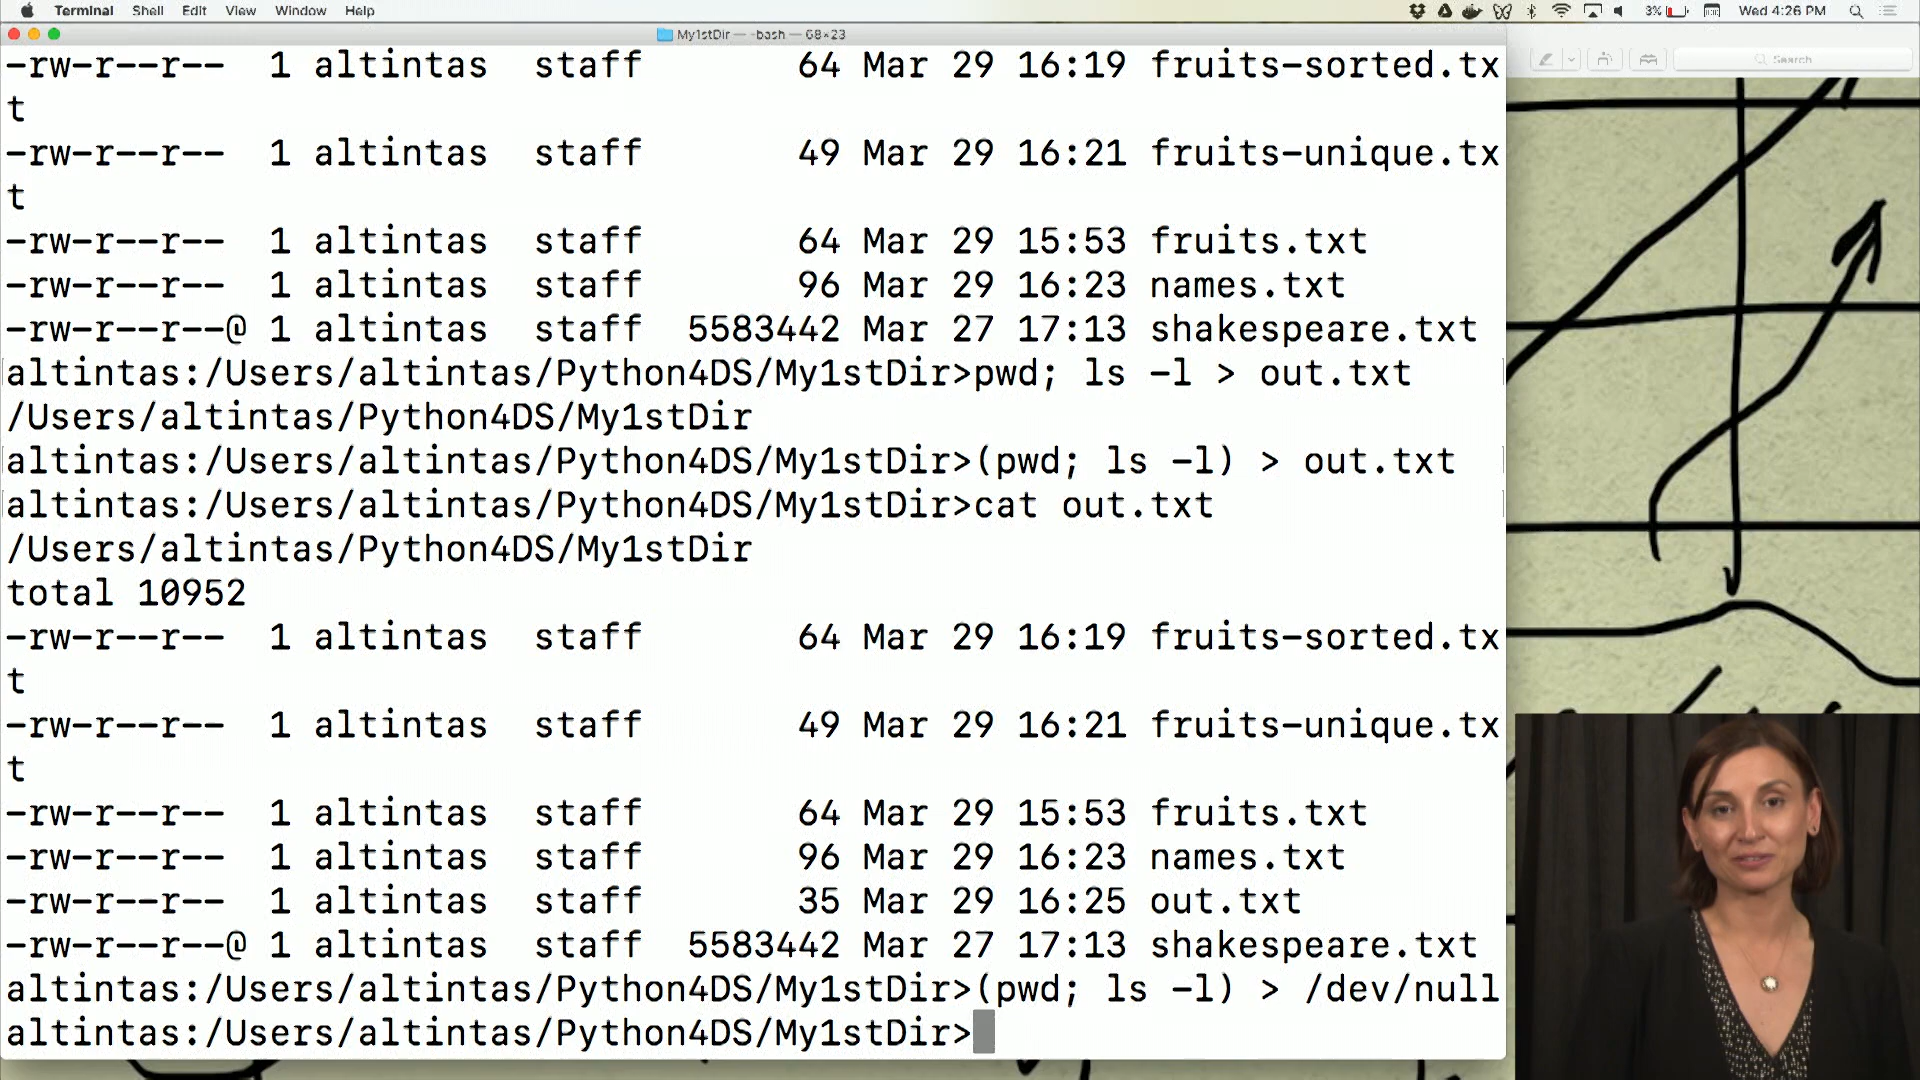 Terminal Shell Edit View Window Help 3% Wed 4:26 PM
My1stDir — -bash — 68×23
Search
-rw-r--r-- 1 altintas staff 64 Mar 29 16:19 fruits-sorted.tx
t
-rw-r--r-- 1 altintas staff 49 Mar 29 16:21 fruits-unique.tx
t
-rw-r--r-- 1 altintas staff 64 Mar 29 15:53 fruits.txt
-rw-r--r-- 1 altintas staff 96 Mar 29 16:23 names.txt
-rw-r--r--@ 1 altintas staff 5583442 Mar 27 17:13 shakespeare.txt
altintas:/Users/altintas/Python4DS/My1stDir>pwd; ls -l > out.txt
/Users/altintas/Python4DS/My1stDir
altintas:/Users/altintas/Python4DS/My1stDir>(pwd; ls -l) > out.txt
altintas:/Users/altintas/Python4DS/My1stDir>cat out.txt
/Users/altintas/Python4DS/My1stDir
total 10952
-rw-r--r-- 1 altintas staff 64 Mar 29 16:19 fruits-sorted.tx
t
-rw-r--r-- 1 altintas staff 49 Mar 29 16:21 fruits-unique.tx
t
-rw-r--r-- 1 altintas staff 64 Mar 29 15:53 fruits.txt
-rw-r--r-- 1 altintas staff 96 Mar 29 16:23 names.txt
-rw-r--r-- 1 altintas staff 35 Mar 29 16:25 out.txt
-rw-r--r--@ 1 altintas staff 5583442 Mar 27 17:13 shakespeare.txt
altintas:/Users/altintas/Python4DS/My1stDir>(pwd; ls -l) > /dev/null
altintas:/Users/altintas/Python4DS/My1stDir>